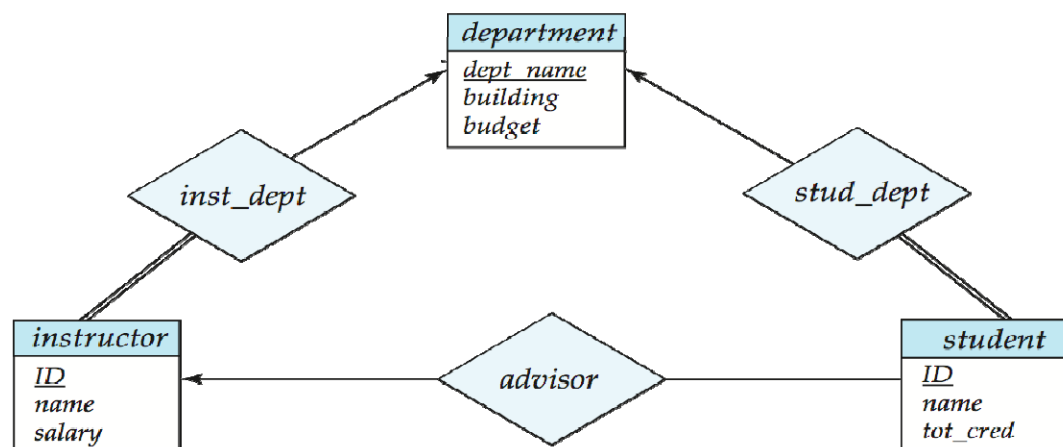 department
dept_name
building
budget
inst_dept
stud_dept
instructor
ID
name
salary
advisor
student
ID
name
tot_cred